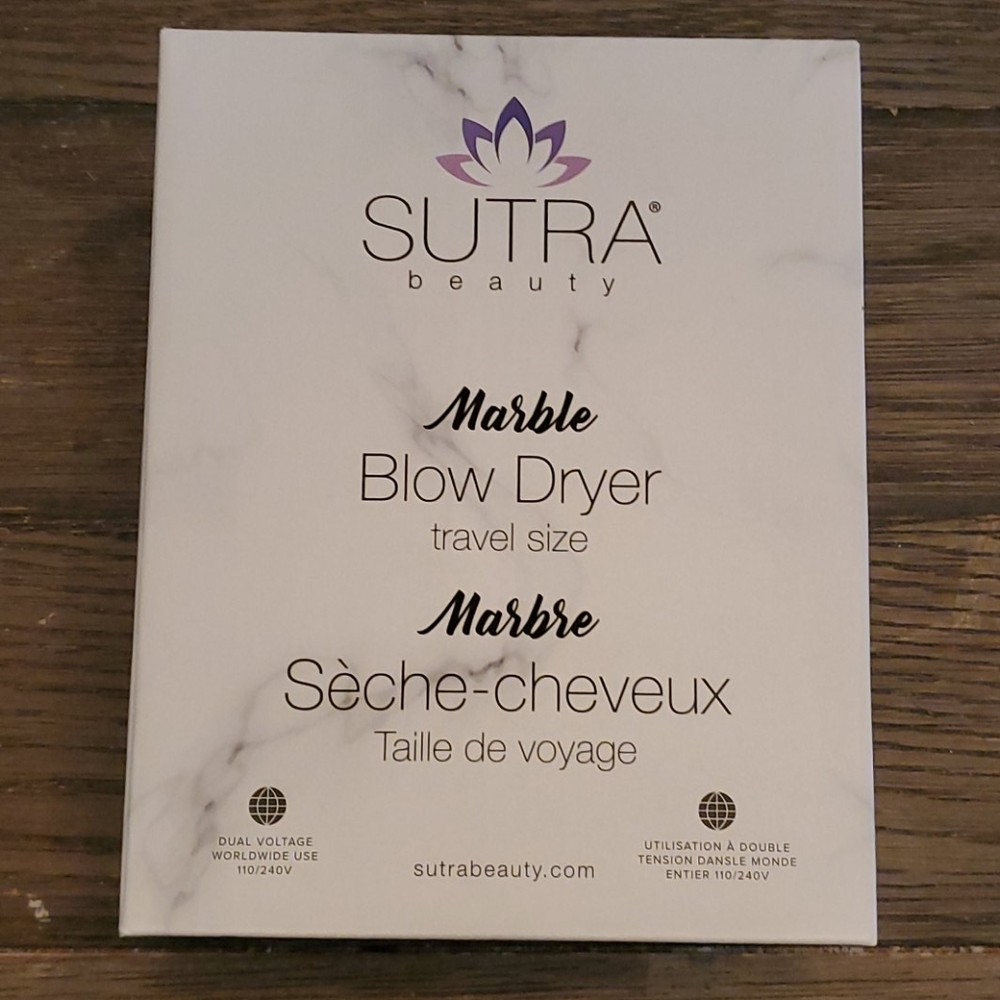 SUTRA®
beauty
Marble
Blow Dryer
travel size
Marbre
Sèche-cheveux
Taille de voyage
DUAL VOLTAGE
WORLDWIDE USE
110/240V
sutrabeauty.com
UTILISATION À DOUBLE
TENSION DANSLE MONDE
ENTIER 110/240V